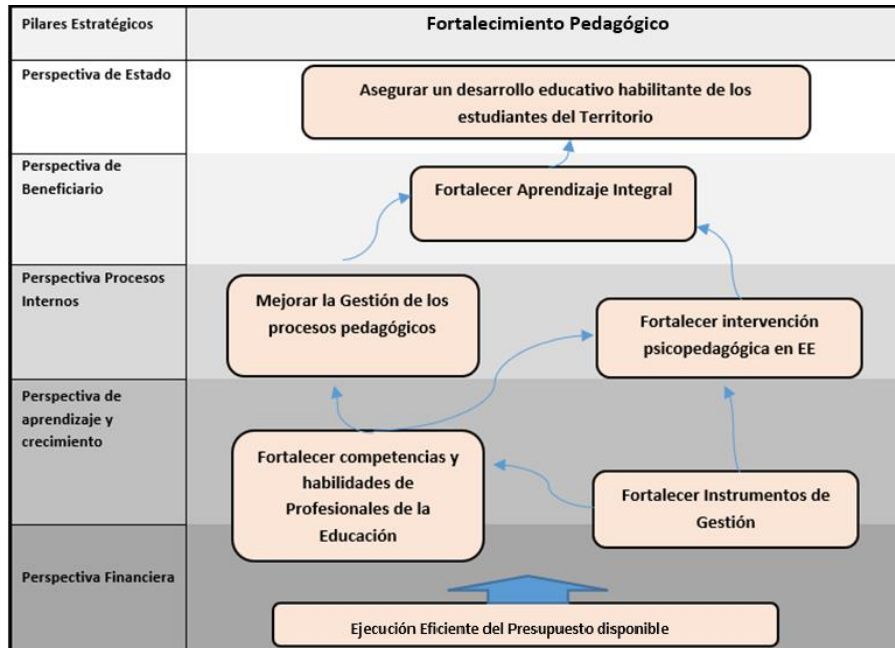 Pilares Estratégicos
Fortalecimiento Pedagógico
Perspectiva de Estado
Asegurar un desarrollo educativo habilitante de los
estudiantes del Territorio
Perspectiva de
Beneficiario
Fortalecer Aprendizaje Integral
Perspectiva Procesos
Internos
Mejorar la Gestión de los
procesos pedagógicos
Fortalecer intervención
psicopedagógica en EE
Perspectiva de
aprendizaje y
crecimiento
Fortalecer competencias y
habilidades de
Profesionales de la
Educación
Fortalecer Instrumentos de
Gestión
Perspectiva Financiera
Ejecución Eficiente del Presupuesto disponible